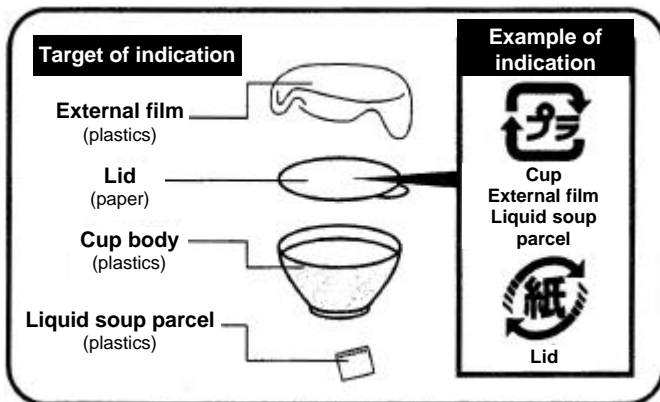 Target of indication
External film
(plastics)
Lid
(paper)
Cup body
(plastics)
Liquid soup parcel
(plastics)
Example of
indication
プラ
Cup
External film
Liquid soup
parcel
紙
Lid